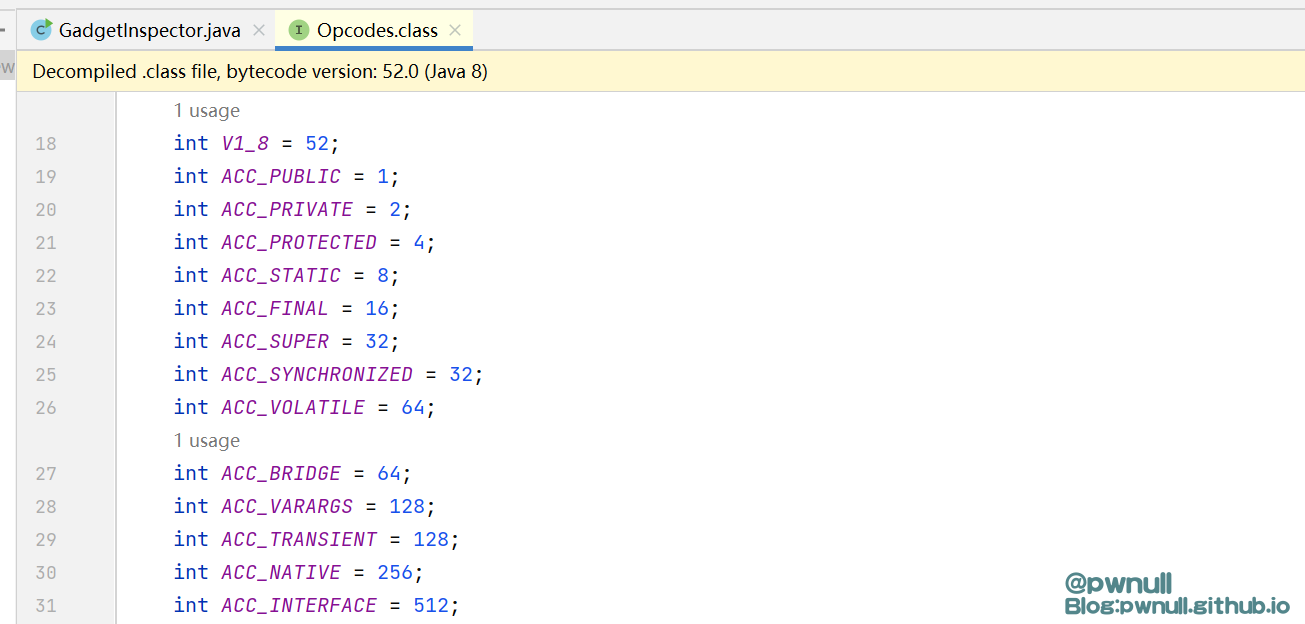 GadgetInspector.java Opcodes.class
Decompiled .class file, bytecode version: 52.0 (Java 8)
1 usage
18 int V1_8 = 52;
19 int ACC_PUBLIC = 1;
20 int ACC_PRIVATE = 2;
21 int ACC_PROTECTED = 4;
22 int ACC_STATIC = 8;
23 int ACC_FINAL = 16;
24 int ACC_SUPER = 32;
25 int ACC_SYNCHRONIZED = 32;
26 int ACC_VOLATILE = 64;
1 usage
27 int ACC_BRIDGE = 64;
28 int ACC_VARARGS = 128;
29 int ACC_TRANSIENT = 128;
30 int ACC_NATIVE = 256;
31 int ACC_INTERFACE = 512;
@pwnull
Blog:pwnull.github.io